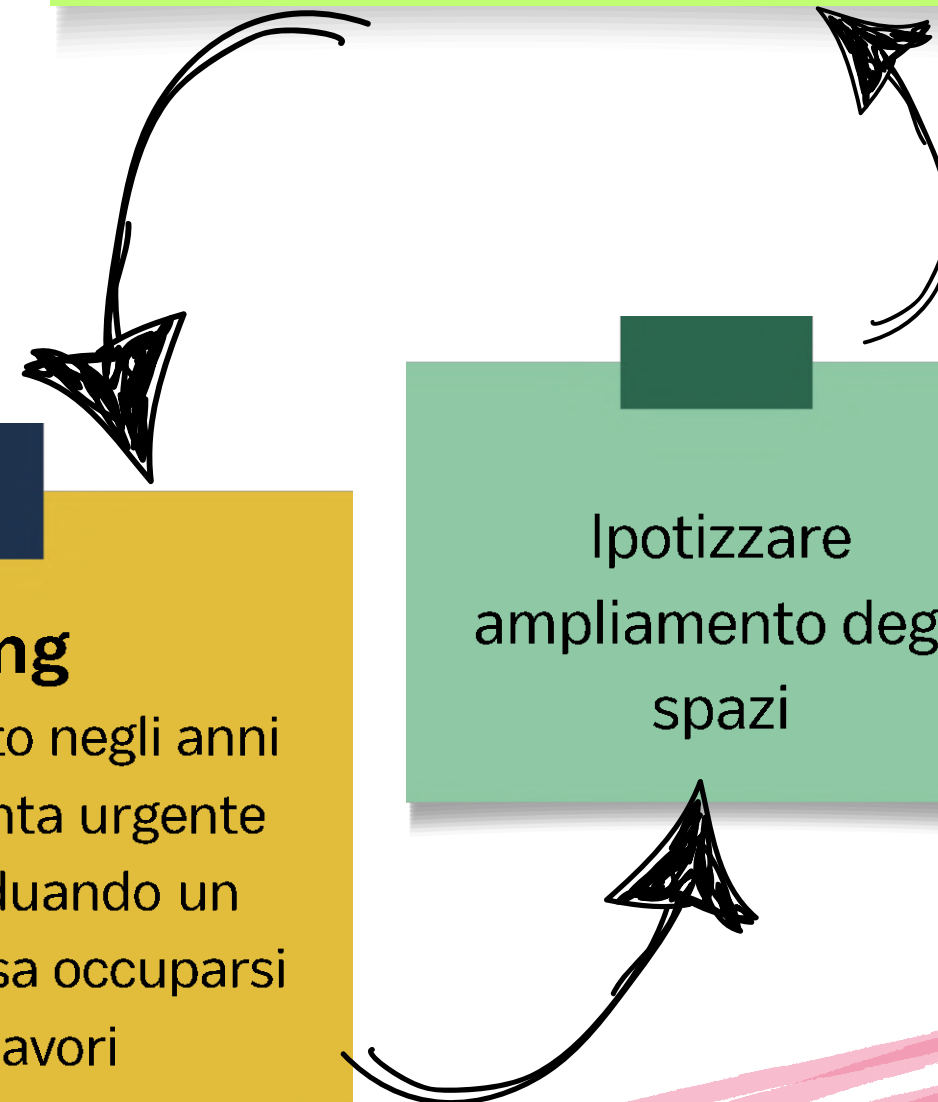 ng
to negli anni
nta urgente
duando un
sa occuparsi
avori
Ipotizzare
ampliamento deg
spazi